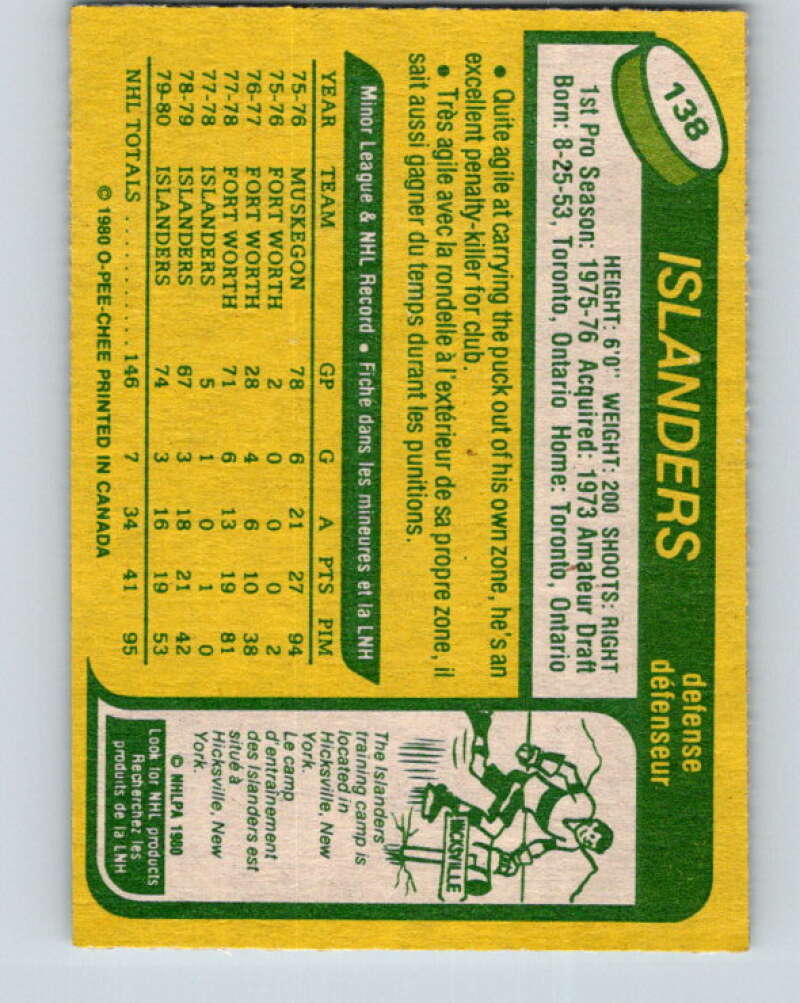 138
ISLANDERS
defense
défenseur
HEIGHT: 6'0" WEIGHT: 200 SHOOTS: RIGHT
1st Pro Season: 1975-76 Acquired: 1973 Amateur Draft
Born: 8-25-53, Toronto, Ontario Home: Toronto, Ontario
• Quite agile at carrying the puck out of his own zone, he's an
excellent penalty-killer for club.
• Très agile avec la rondelle à l'extérieur de sa propre zone, il
sait aussi gagner du temps durant les punitions.
Minor League & NHL Record • Fiche dans les mineures et la LNH
YEAR TEAM GP G A PTS PIM
75-76 MUSKEGON 78 6 21 27 94
75-76 FORT WORTH 2 0 0 0 2
76-77 FORT WORTH 28 4 6 10 38
77-78 FORT WORTH 71 6 13 19 81
77-78 ISLANDERS 5 1 0 1 0
78-79 ISLANDERS 67 3 18 21 42
79-80 ISLANDERS 74 3 16 19 53
NHL TOTALS ............ 146 7 34 41 95
© 1980 O-PEE-CHEE PRINTED IN CANADA
HICKSVILLE
The Islanders
training camp is
located in
Hicksville, New
York.
Le camp
d'entraînement
des Islanders est
situé à
Hicksville, New
York.
© NHLPA 1980
Look for NHL products
Recherchez les
produits de la LNH